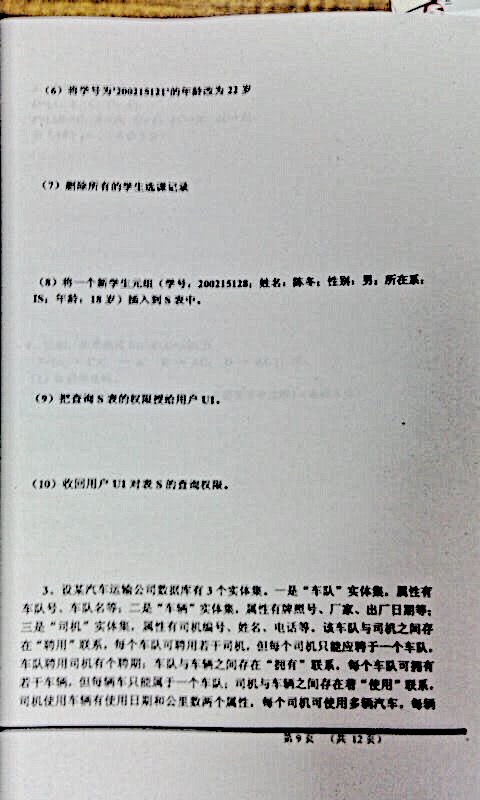 （6）将学号为'200215121'的年龄改为 22 岁
（7）删除所有的学生选课记录
（8）将一个新学生元组（学号：200215128；姓名：陈冬；性别：男；所在系：
IS；年龄：18 岁）插入到 S 表中。
（9）把查询 S 表的权限授给用户 U1。
（10）收回用户 U1 对表 S 的查询权限。
3、设某汽车运输公司数据库有 3 个实体集。一是“车队”实体集，属性有
车队号、车队名等；二是“车辆”实体集，属性有牌照号、厂家、出厂日期等；
三是“司机”实体集，属性有司机编号、姓名、电话等。该车队与司机之间存
在“聘用”联系，每个车队可聘用若干司机，但每个司机只能应聘于一个车队，
车队聘用司机有个聘期；车队与车辆之间存在“拥有”联系，每个车队可拥有
若干车辆，但每辆车只能属于一个车队；司机与车辆之间存在着“使用”联系，
司机使用车辆有使用日期和公里数两个属性，每个司机可使用多辆汽车，每辆
第 9 页 （共 12 页）